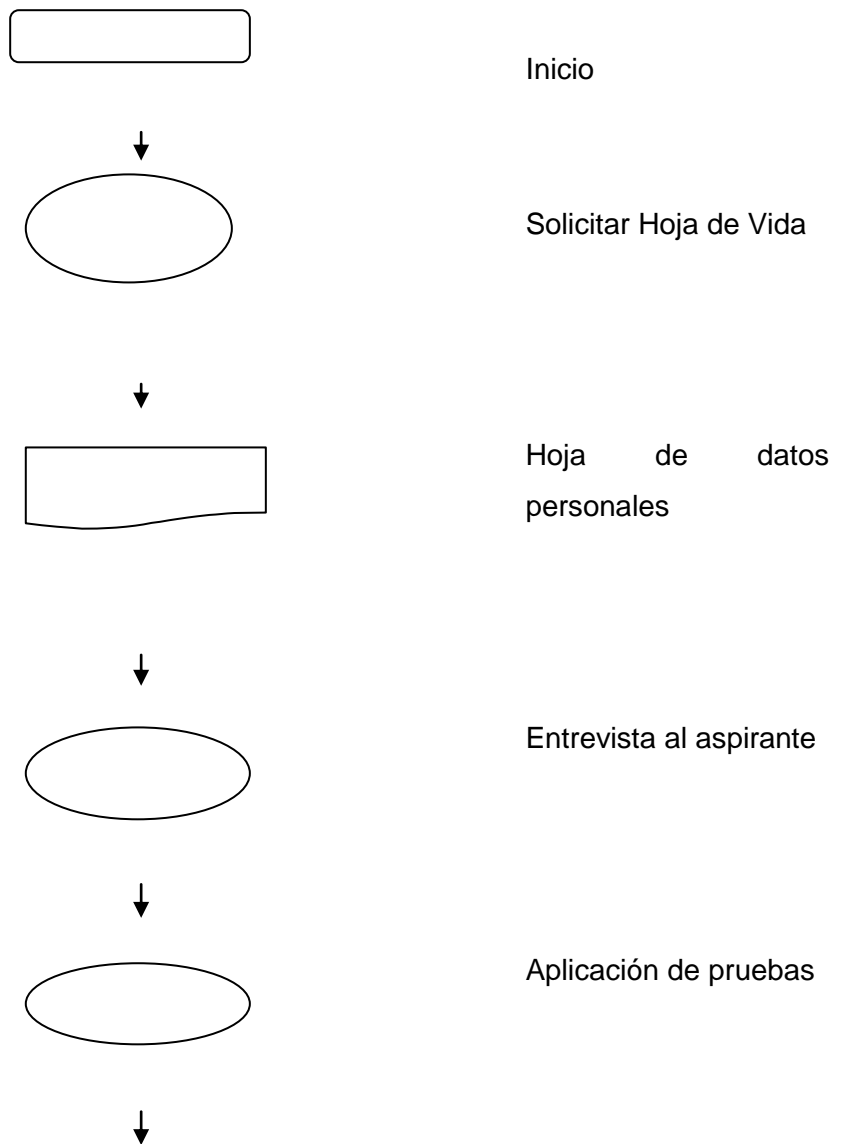 Inicio
Solicitar Hoja de Vida
Hoja de datos
personales
Entrevista al aspirante
Aplicación de pruebas